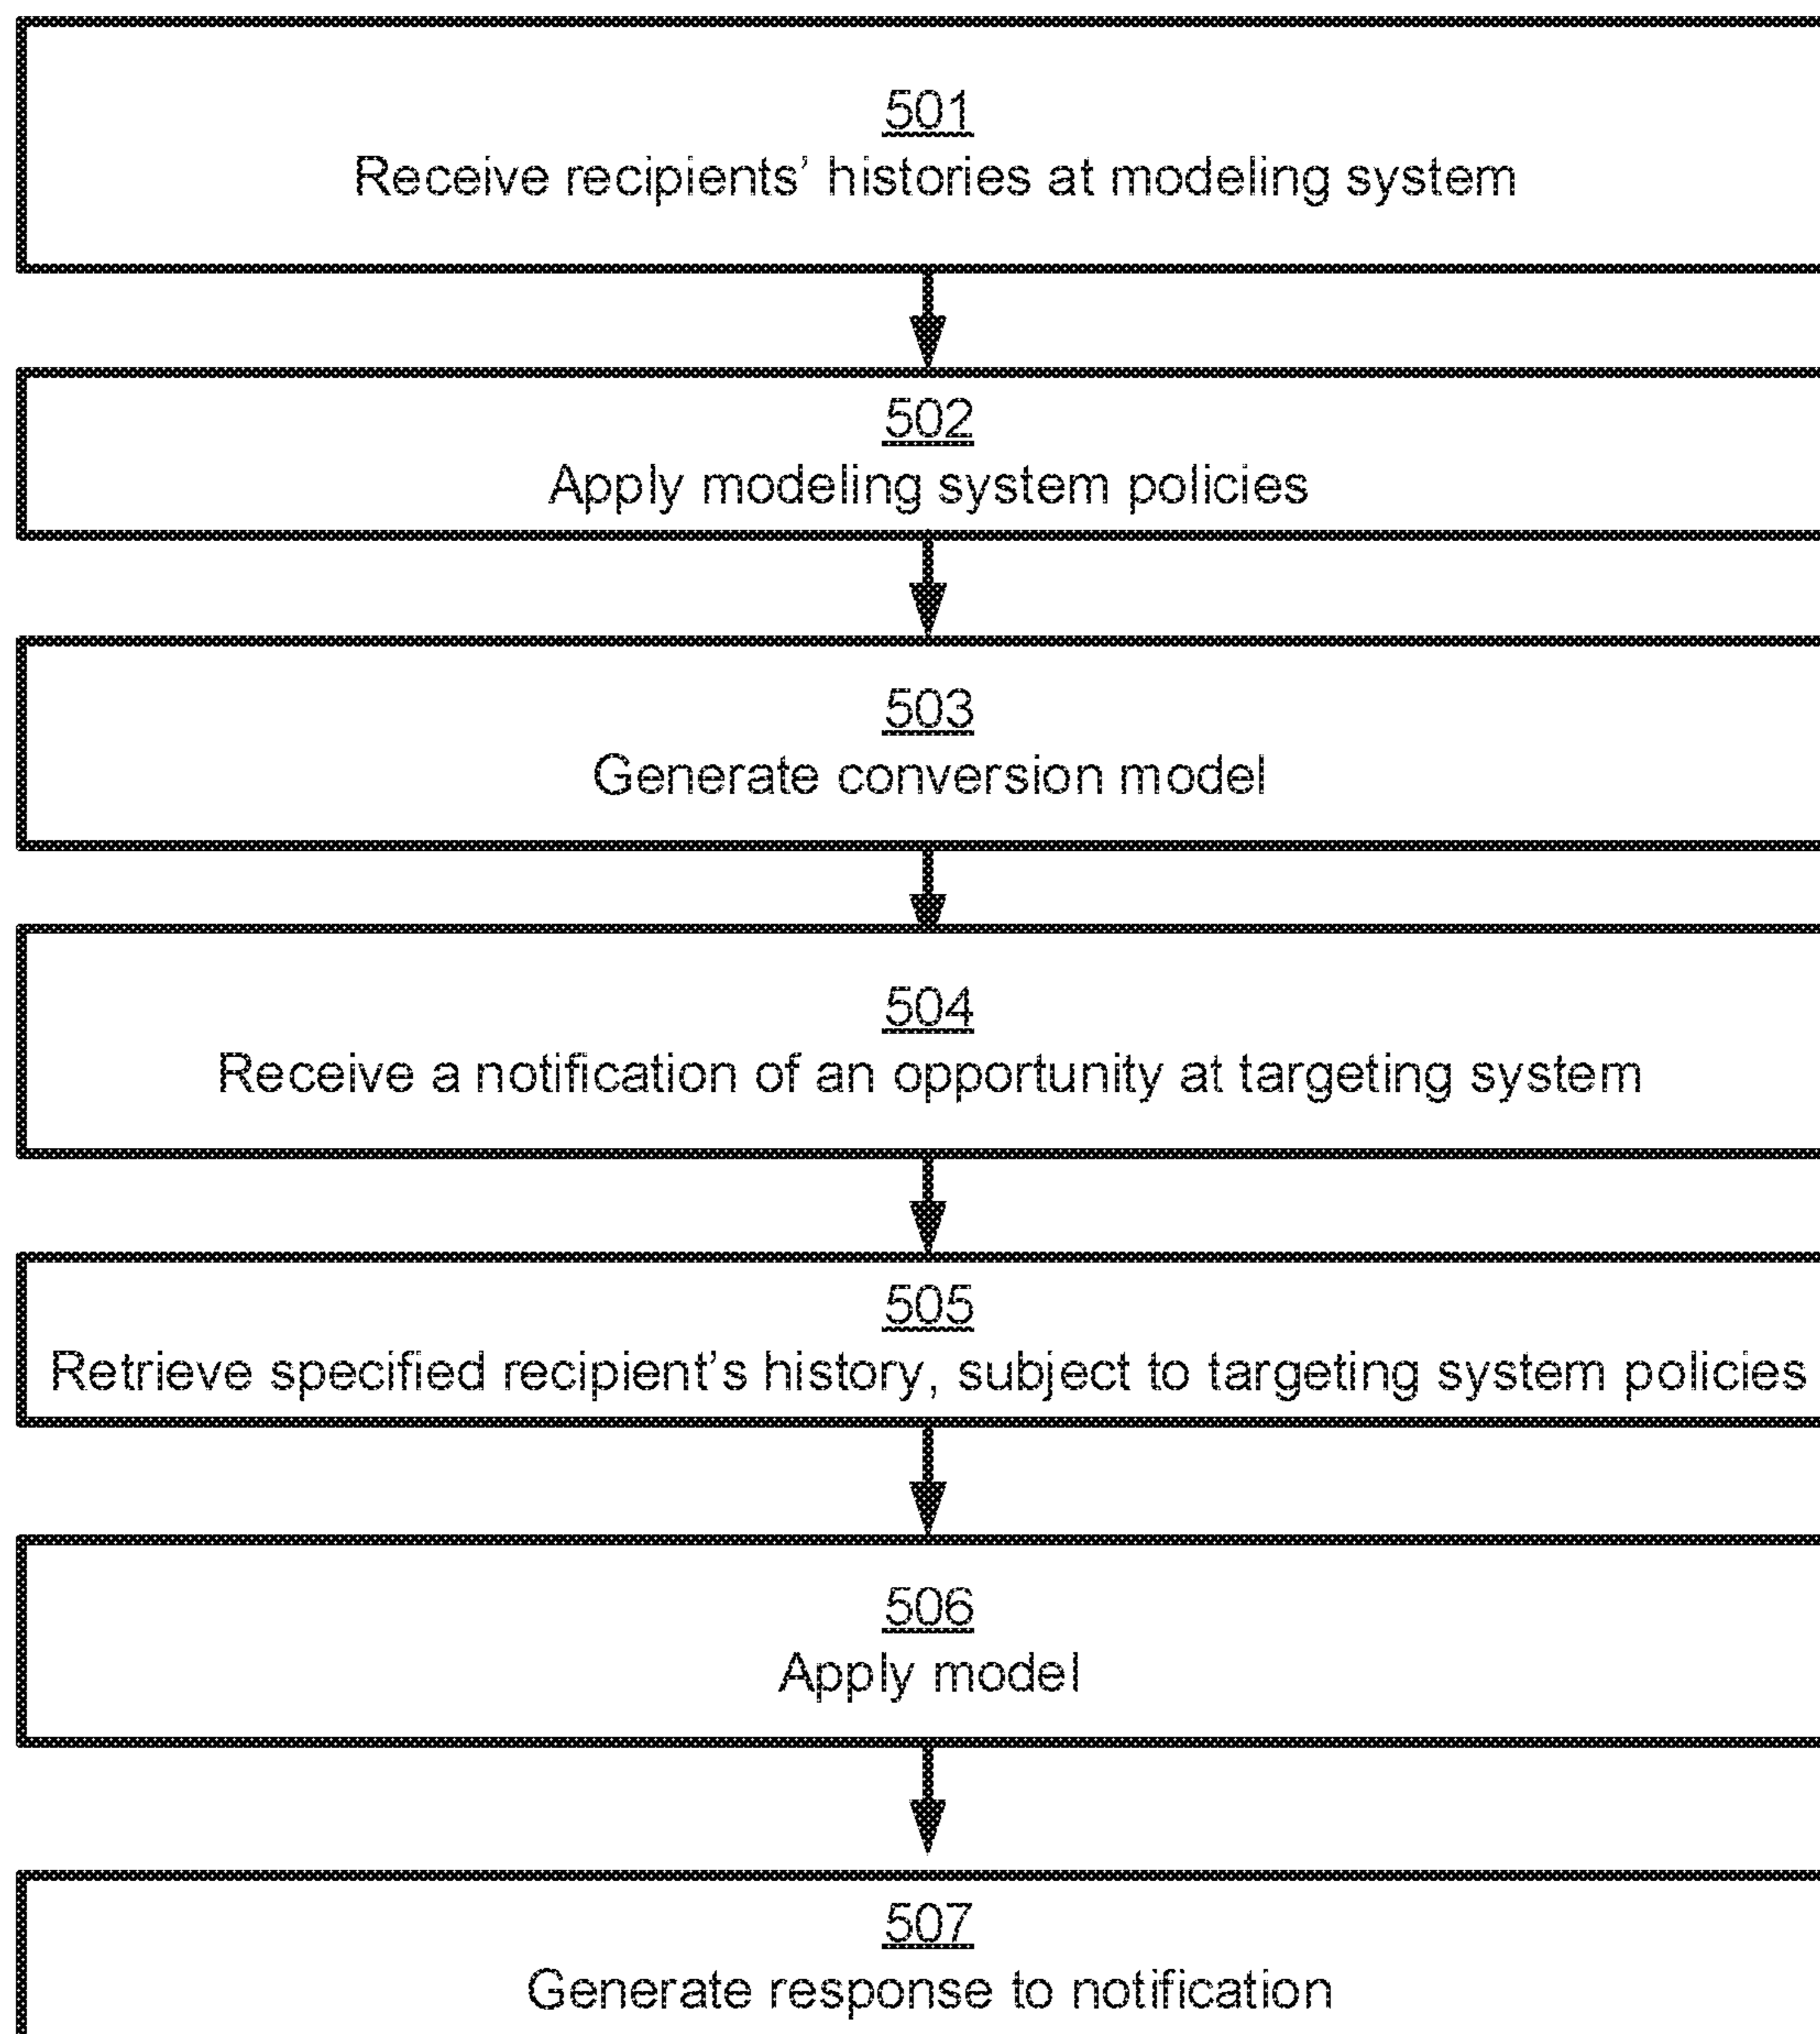 501
Receive recipients’ histories at modeling system
502
Apply modeling system policies
503
Generate conversion model
504
Receive a notification of an opportunity at targeting system
505
Retrieve specified recipient’s history, subject to targeting system policies
506
Apply model
507
Generate response to notification